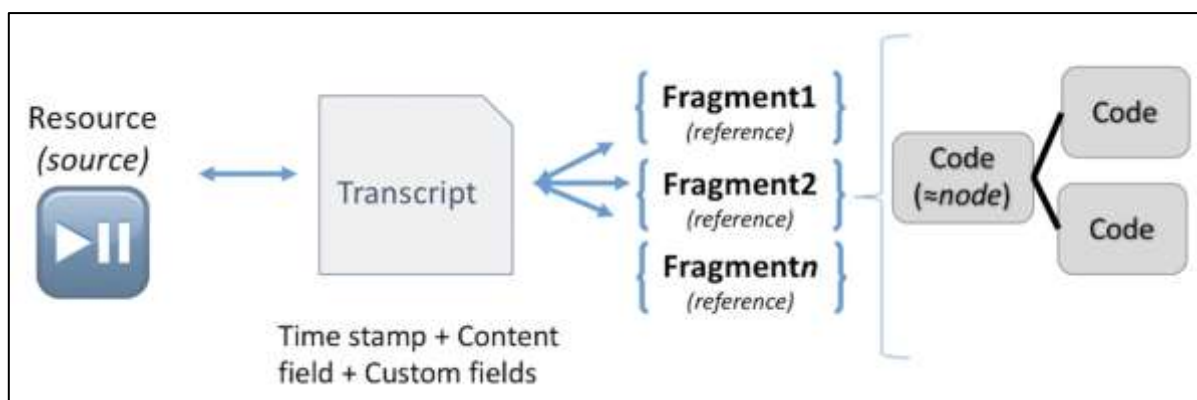 Resource
(source)
Transcript
Time stamp + Content
field + Custom fields
{ Fragment1 }
(reference)
{ Fragment2 }
(reference)
{ Fragmentn }
(reference)
Code
(≈node)
Code
Code